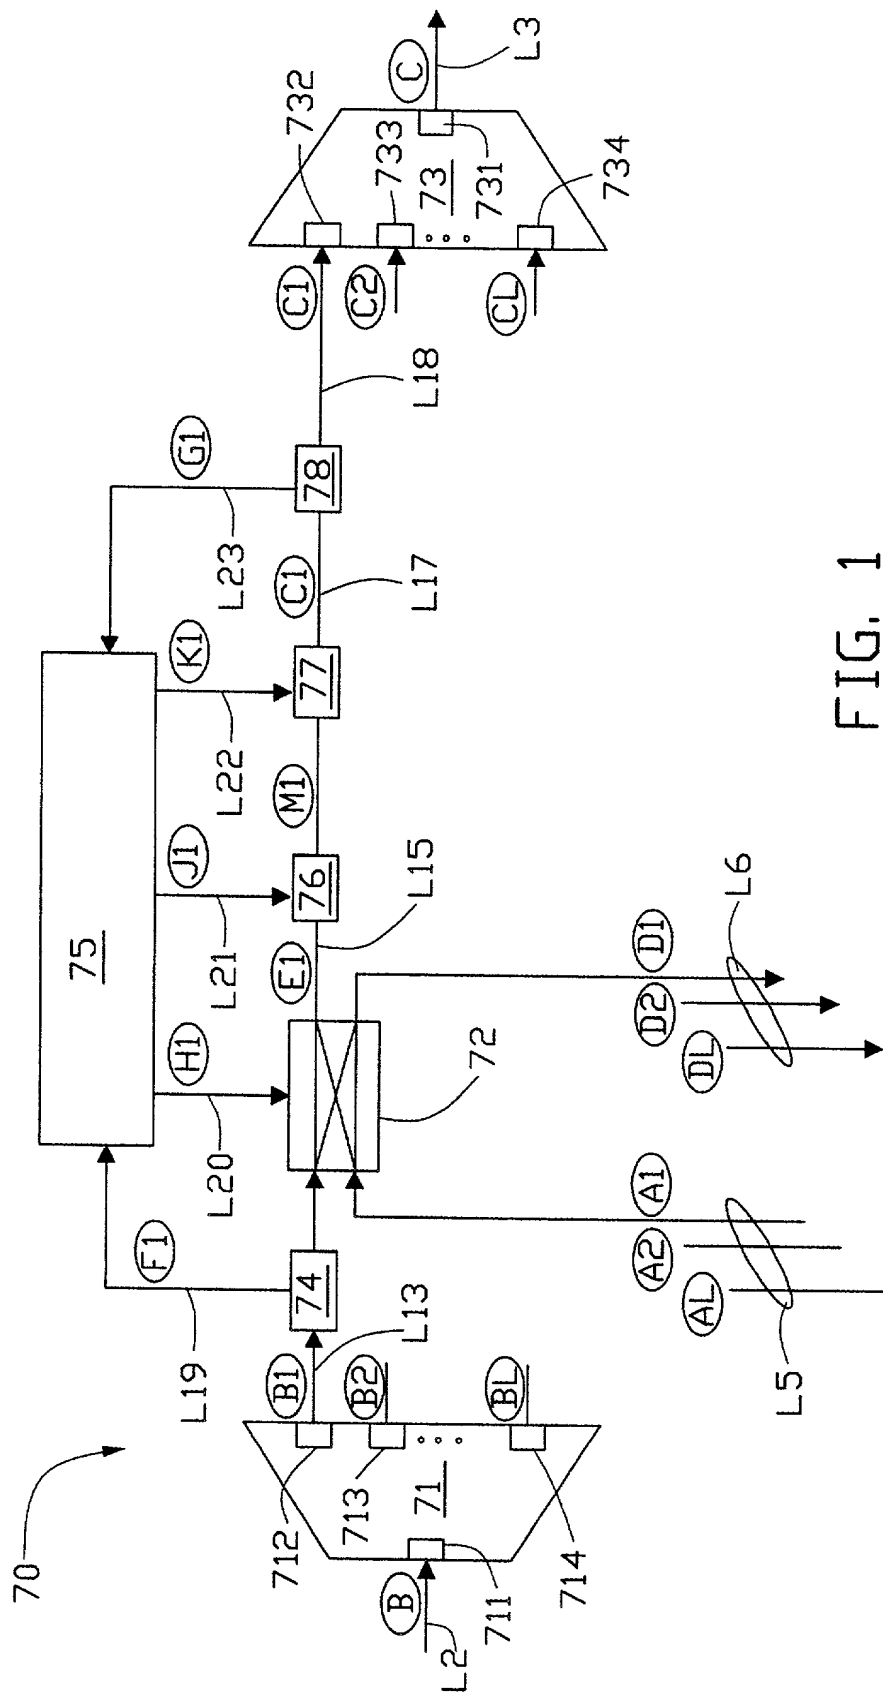 70
75
F1
L19
H1
L20
J1
L21
K1
L22
G1
L23
B
L2
711
71
712
713
714
B1
B2
BL
L13
74
72
E1
L15
76
M1
77
C1
L17
78
L18
C1
C2
CL
732
733
73
731
734
C
L3
A1
A2
AL
L5
D1
D2
DL
L6
FIG. 1